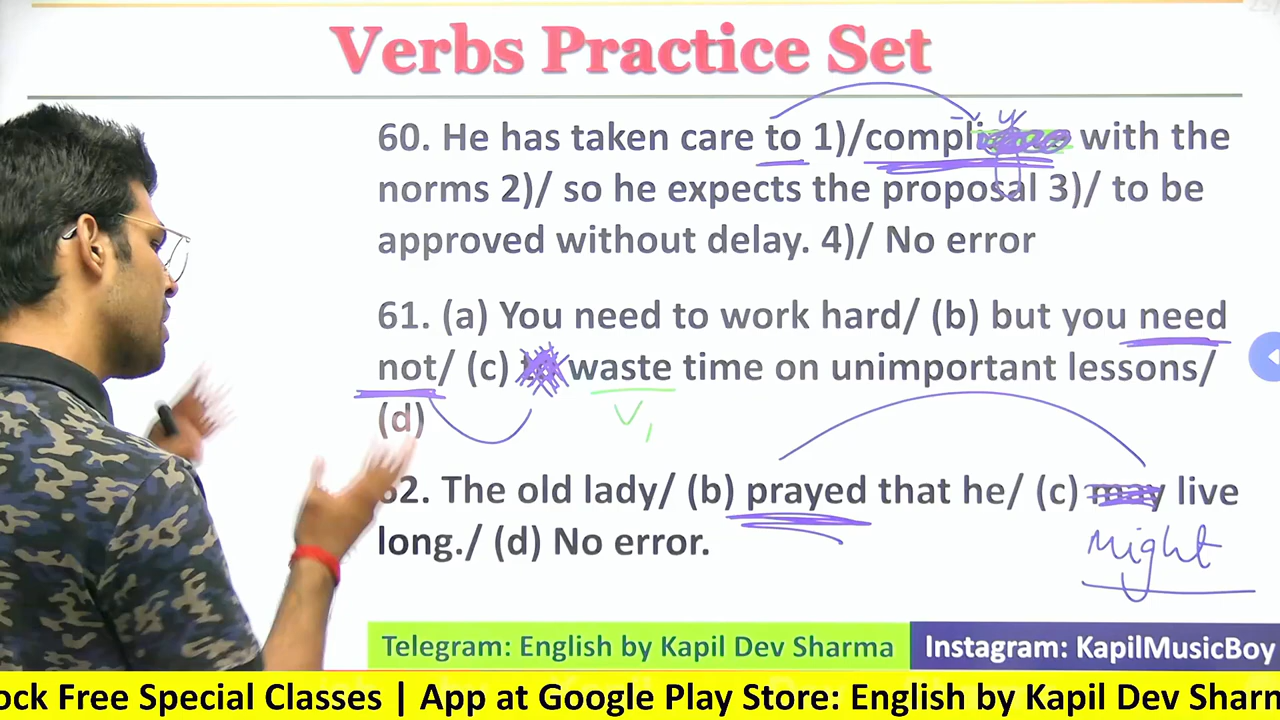 Verbs Practice Set
60. He has taken care to 1)/compli with the
y
norms 2)/ so he expects the proposal 3)/ to be
approved without delay. 4)/ No error
61. (a) You need to work hard/ (b) but you need
not/ (c) waste time on unimportant lessons/
(d)
V1
62. The old lady/ (b) prayed that he/ (c) may live
long./ (d) No error.
Might
Telegram: English by Kapil Dev Sharma
Instagram: KapilMusicBoy
ock Free Special Classes | App at Google Play Store: English by Kapil Dev Sharm